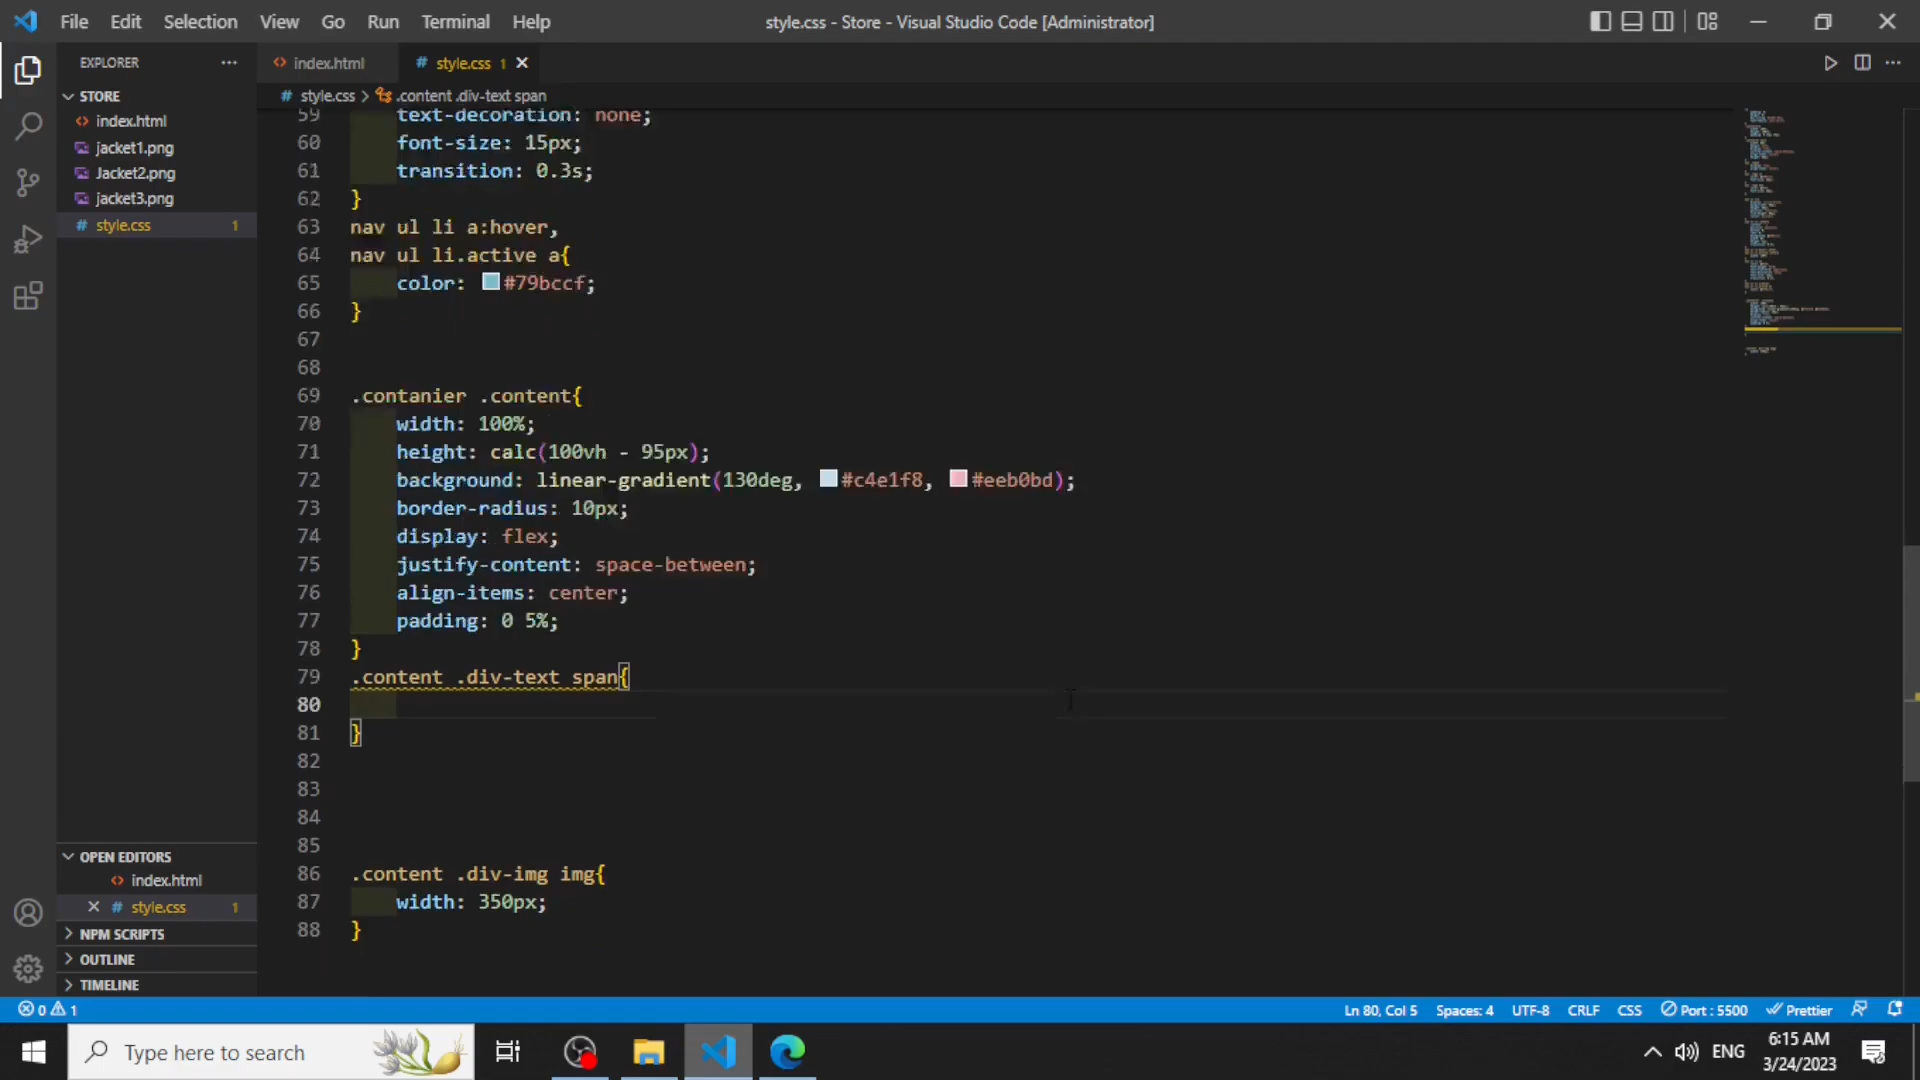 File Edit Selection View Go Run Terminal Help
style.css - Store - Visual Studio Code [Administrator]
EXPLORER
index.html
style.css 1
STORE
index.html
jacket1.png
Jacket2.png
jacket3.png
style.css 1
style.css > .content .div-text span
59 text-decoration: none;
60 font-size: 15px;
61 transition: 0.3s;
62 }
63 nav ul li a:hover,
64 nav ul li.active a{
65 color: #79bccf;
66 }
67
68
69 .contanier .content{
70 width: 100%;
71 height: calc(100vh - 95px);
72 background: linear-gradient(130deg, #c4e1f8, #eeb0bd);
73 border-radius: 10px;
74 display: flex;
75 justify-content: space-between;
76 align-items: center;
77 padding: 0 5%;
78 }
79 .content .div-text span{
80
81 }
82
83
84
85
86 .content .div-img img{
87 width: 350px;
88 }
OPEN EDITORS
index.html
style.css 1
NPM SCRIPTS
OUTLINE
TIMELINE
0 1
Ln 80, Col 5 Spaces: 4 UTF-8 CRLF CSS Port : 5500 Prettier
Type here to search
ENG
6:15 AM
3/24/2023